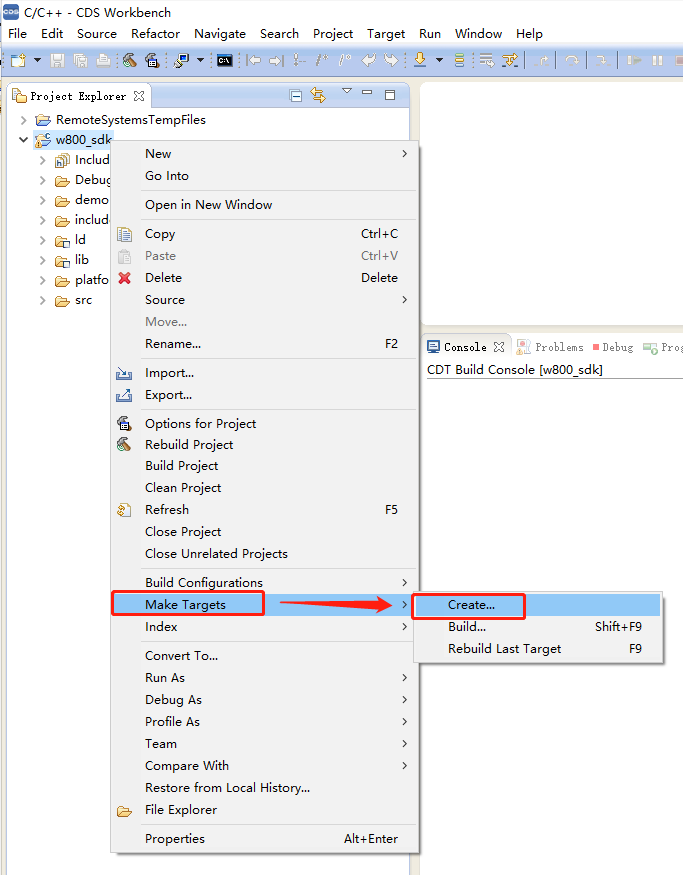 C/C++ - CDS Workbench
File Edit Source Refactor Navigate Search Project Target Run Window Help
Project Explorer
RemoteSystemsTempFiles
w800_sdk
Includ
Debug
demo
include
ld
lib
platfo
src
New
Go Into
Open in New Window
Copy Ctrl+C
Paste Ctrl+V
Delete Delete
Source
Move...
Rename... F2
Import...
Export...
Options for Project
Rebuild Project
Build Project
Clean Project
Refresh F5
Close Project
Close Unrelated Projects
Build Configurations
Make Targets
Index
Convert To...
Run As
Debug As
Profile As
Team
Compare With
Restore from Local History...
File Explorer
Properties Alt+Enter
Create...
Build... Shift+F9
Rebuild Last Target F9
Console Problems Debug Prog
CDT Build Console [w800_sdk]